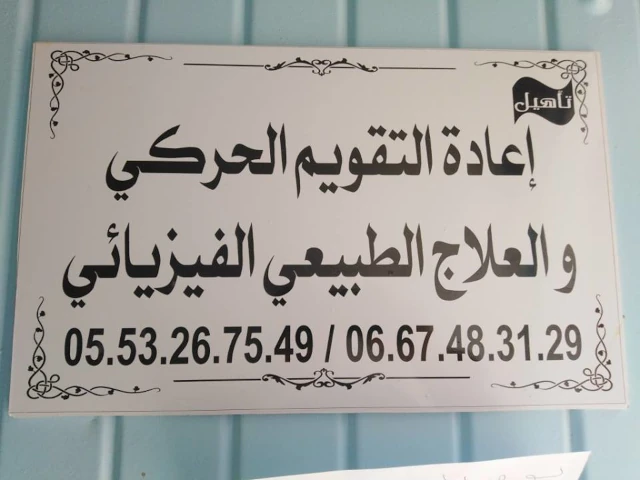 تأهيل
إعادة التقويم الحركي
و العلاج الطبيعي الفيزيائي
05.53.26.75.49 / 06.67.48.31.29